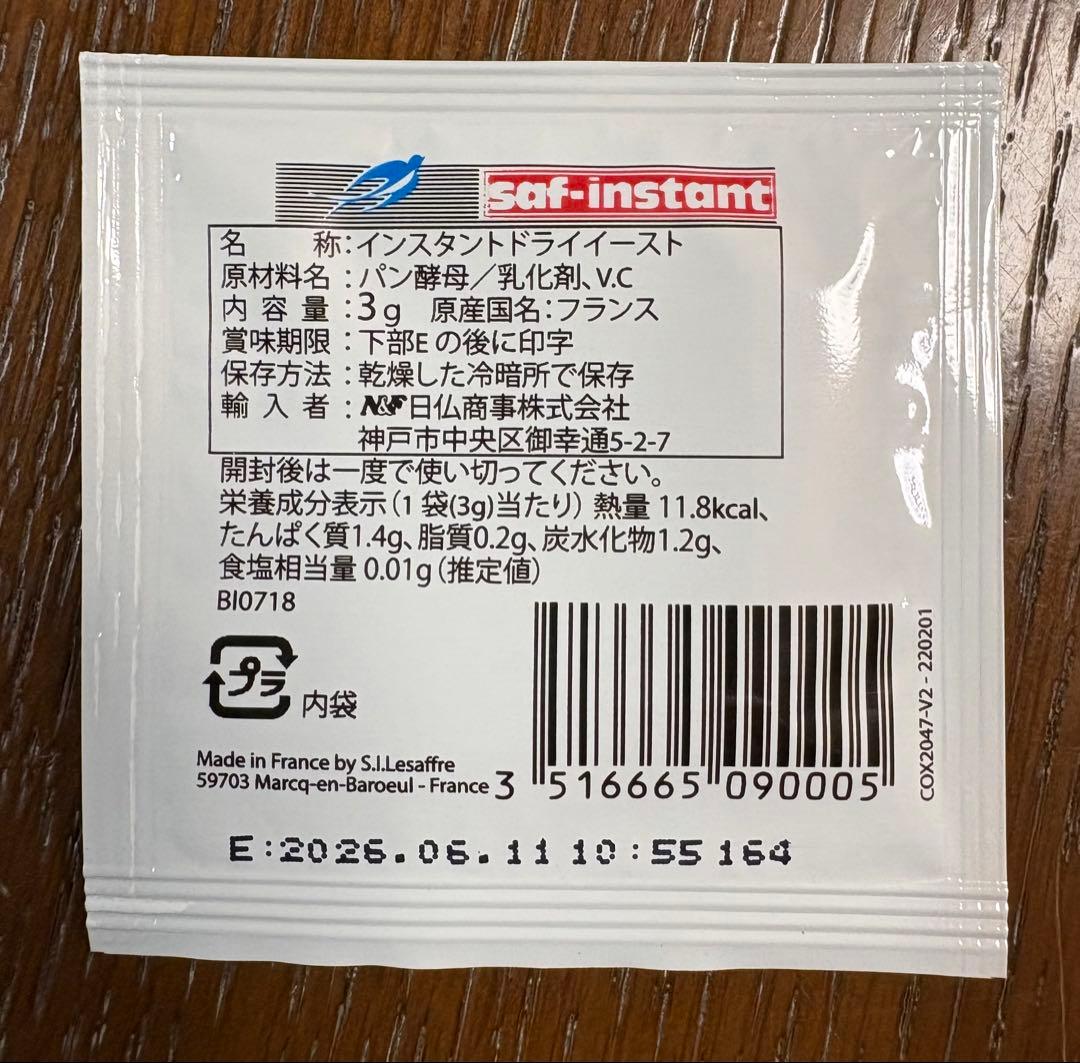 saf-instant
名　　称：インスタントドライイースト
原材料名：パン酵母／乳化剤、V.C
内容量：3g　原産国名：フランス
賞味期限：下部Eの後に印字
保存方法：乾燥した冷暗所で保存
輸入者：N&F日仏商事株式会社
神戸市中央区御幸通5-2-7
開封後は一度で使い切ってください。
栄養成分表示（1袋(3g)当たり）熱量 11.8kcal、
たんぱく質1.4g、脂質0.2g、炭水化物1.2g、
食塩相当量 0.01g（推定値）
BI0718
プラ
内袋
Made in France by S.I.Lesaffre
59703 Marcq-en-Baroeul - France
3 516665 090005
COX2047-V2 - 220201
E:2026.06.11 10:55 164